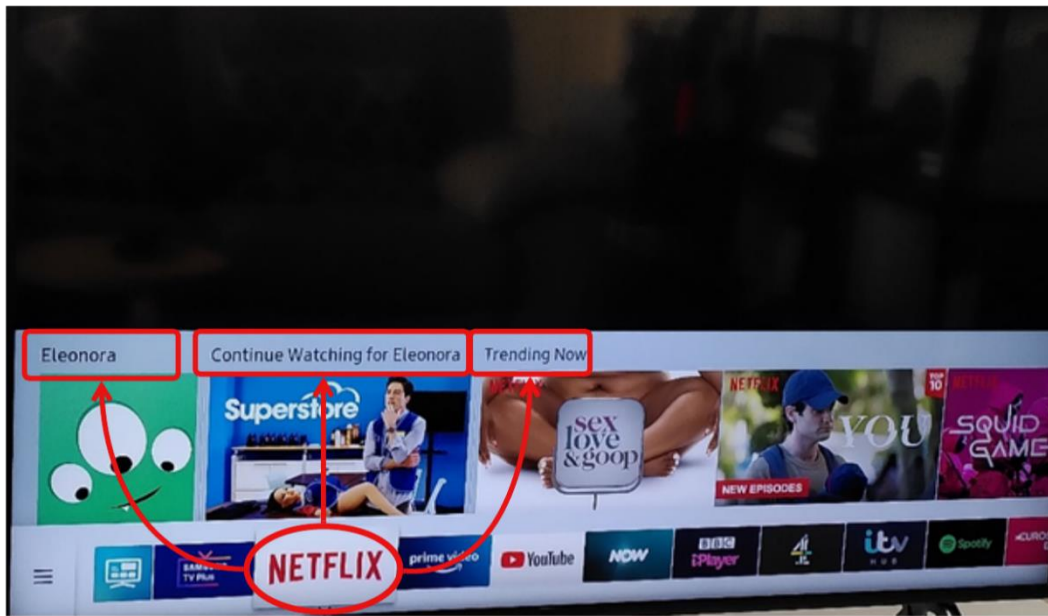 Eleonora
Continue Watching for Eleonora
Trending Now
Superstore
NETFLIX
sex
love
& goop
NETFLIX
TOP
10
YOU
NEW EPISODES
NETFLIX
SQUID
GAME
SAMSUNG
TV Plus
NETFLIX
prime video
YouTube
NOW
BBC
iPlayer
4
itv
HUB
Spotify